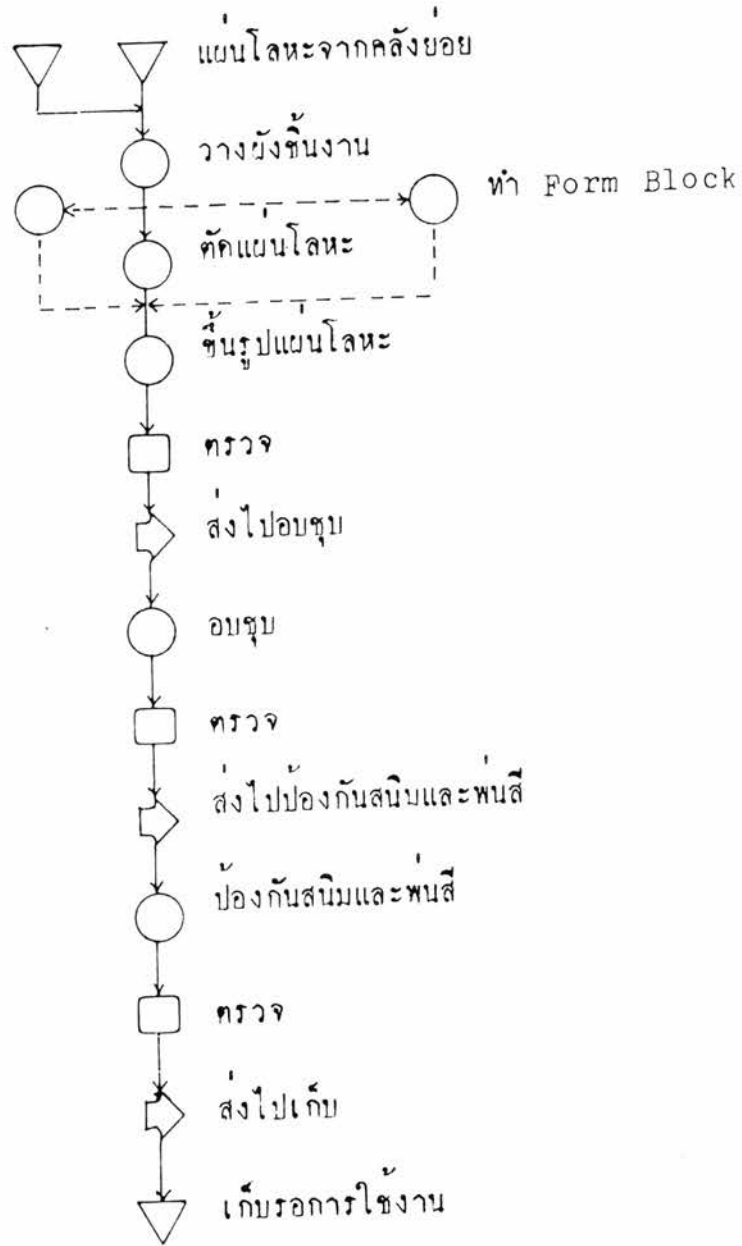 แผ่นโลหะจากคลังย่อย
วางผังชิ้นงาน
ทำ Form Block
ตัดแผ่นโลหะ
ขึ้นรูปแผ่นโลหะ
ตรวจ
ส่งไปอบชุบ
อบชุบ
ตรวจ
ส่งไปป้องกันสนิมและพ่นสี
ป้องกันสนิมและพ่นสี
ตรวจ
ส่งไปเก็บ
เก็บรอการใช้งาน